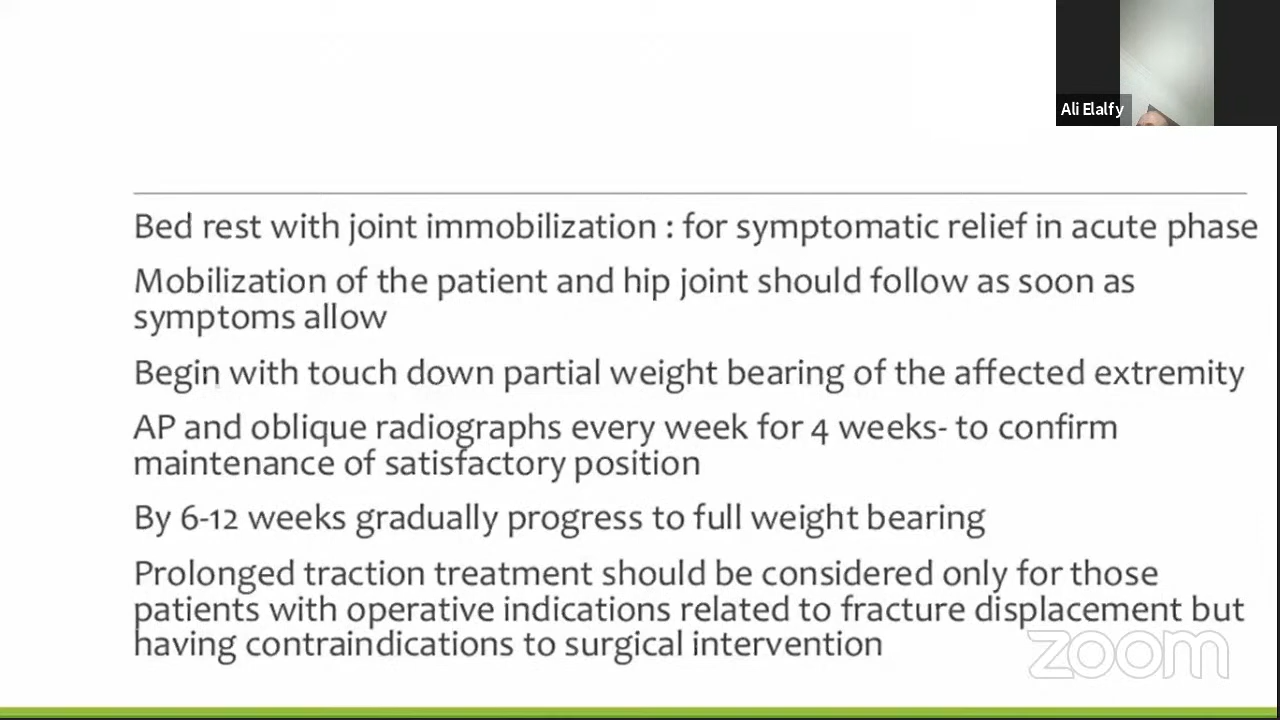 Ali Elalfy
Bed rest with joint immobilization : for symptomatic relief in acute phase
Mobilization of the patient and hip joint should follow as soon as
symptoms allow
Begin with touch down partial weight bearing of the affected extremity
AP and oblique radiographs every week for 4 weeks- to confirm
maintenance of satisfactory position
By 6-12 weeks gradually progress to full weight bearing
Prolonged traction treatment should be considered only for those
patients with operative indications related to fracture displacement but
having contraindications to surgical intervention
zoom